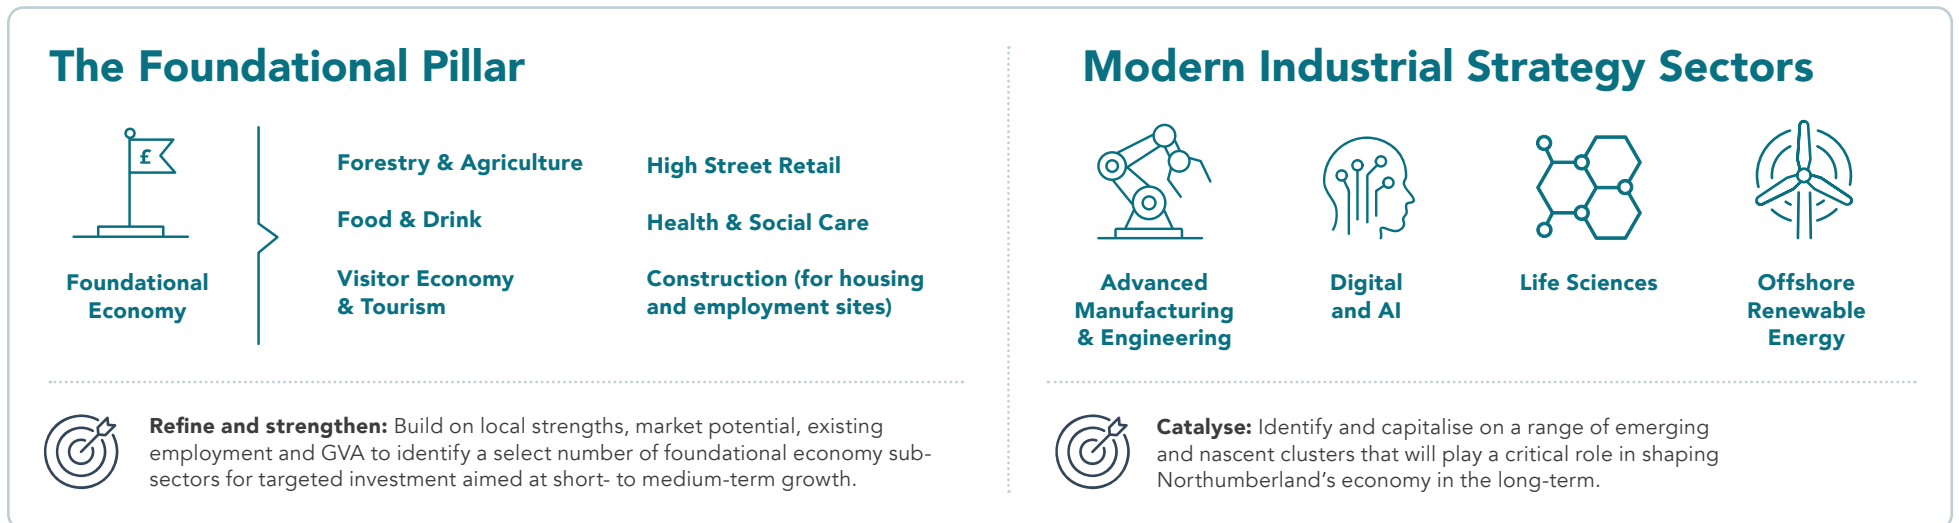 The Foundational Pillar
£
Foundational
Economy
Forestry & Agriculture
Food & Drink
Visitor Economy
& Tourism
High Street Retail
Health & Social Care
Construction (for housing
and employment sites)
Refine and strengthen: Build on local strengths, market potential, existing
employment and GVA to identify a select number of foundational economy sub-
sectors for targeted investment aimed at short- to medium-term growth.
Modern Industrial Strategy Sectors
Advanced
Manufacturing
& Engineering
Digital
and AI
Life Sciences
Offshore
Renewable
Energy
Catalyse: Identify and capitalise on a range of emerging
and nascent clusters that will play a critical role in shaping
Northumberland’s economy in the long-term.